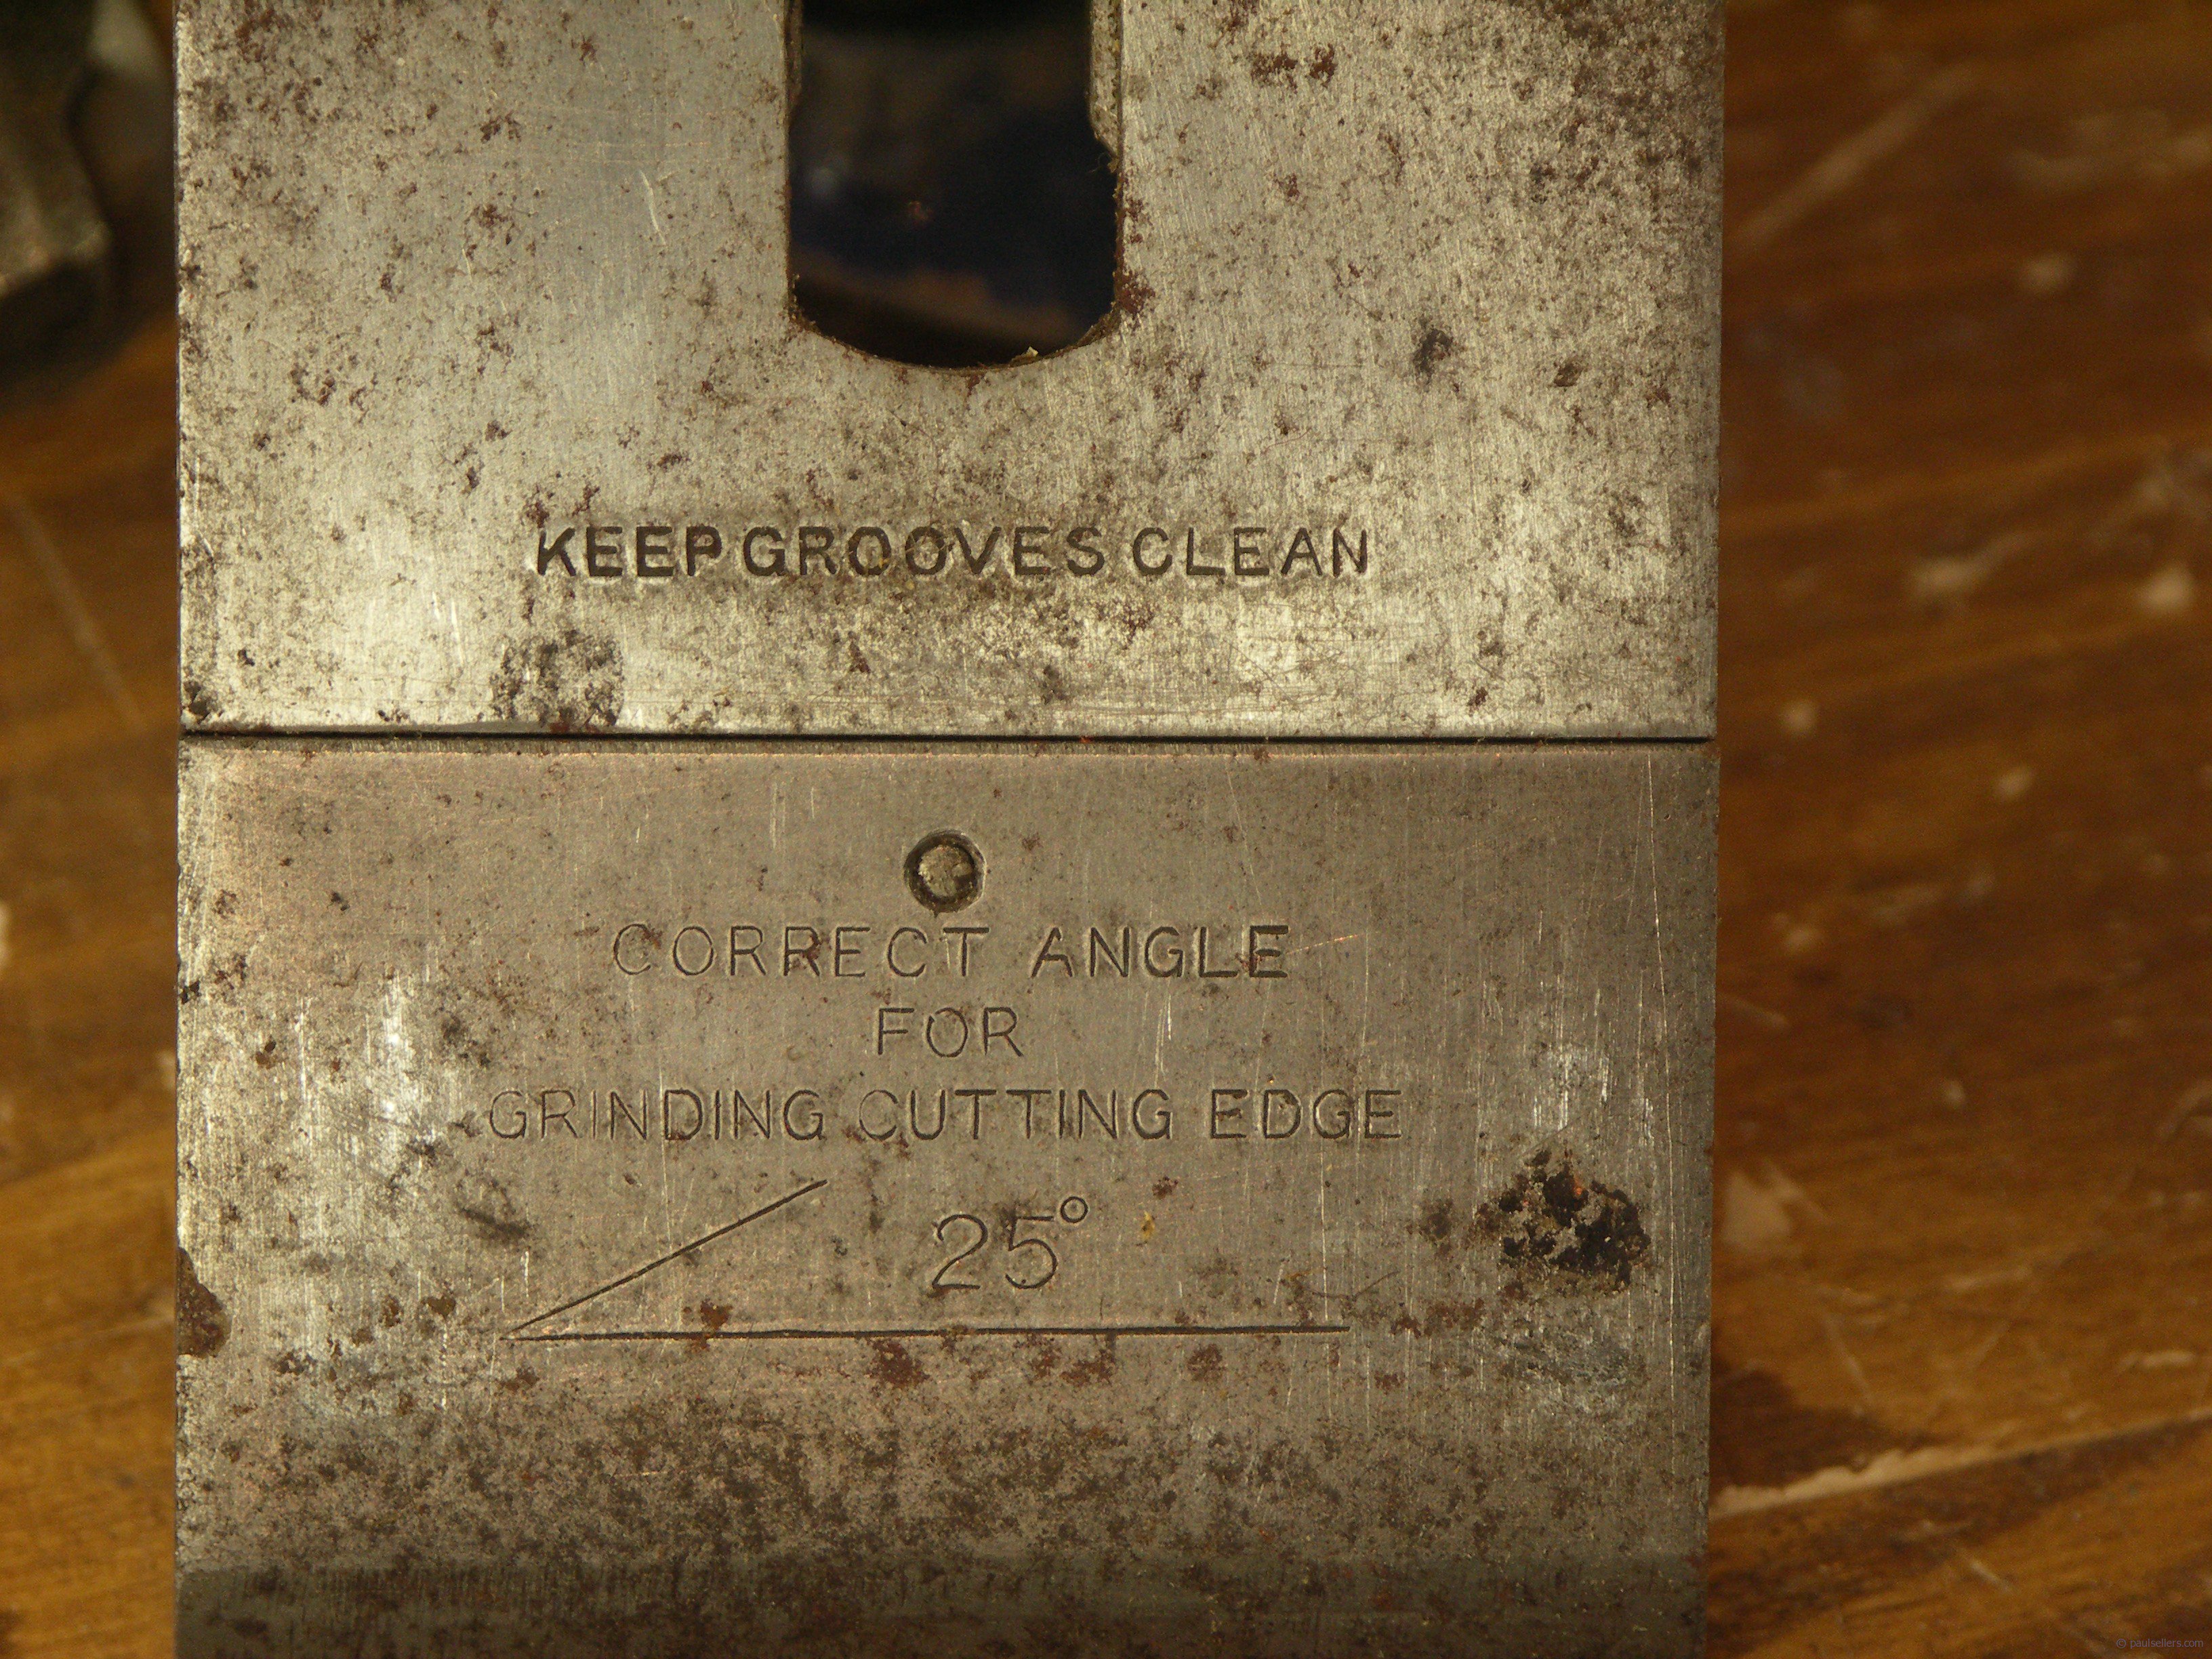 KEEP GROOVES CLEAN
CORRECT ANGLE
FOR
GRINDING CUTTING EDGE
25°
© paulsellers.com